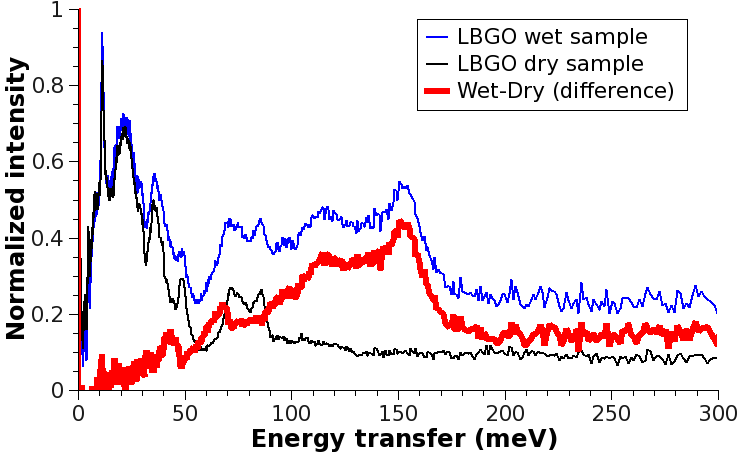 1
0.8
0.6
0.4
0.2
0
Normalized intensity
LBGO wet sample
LBGO dry sample
Wet-Dry (difference)
0 50 100 150 200 250 300
Energy transfer (meV)